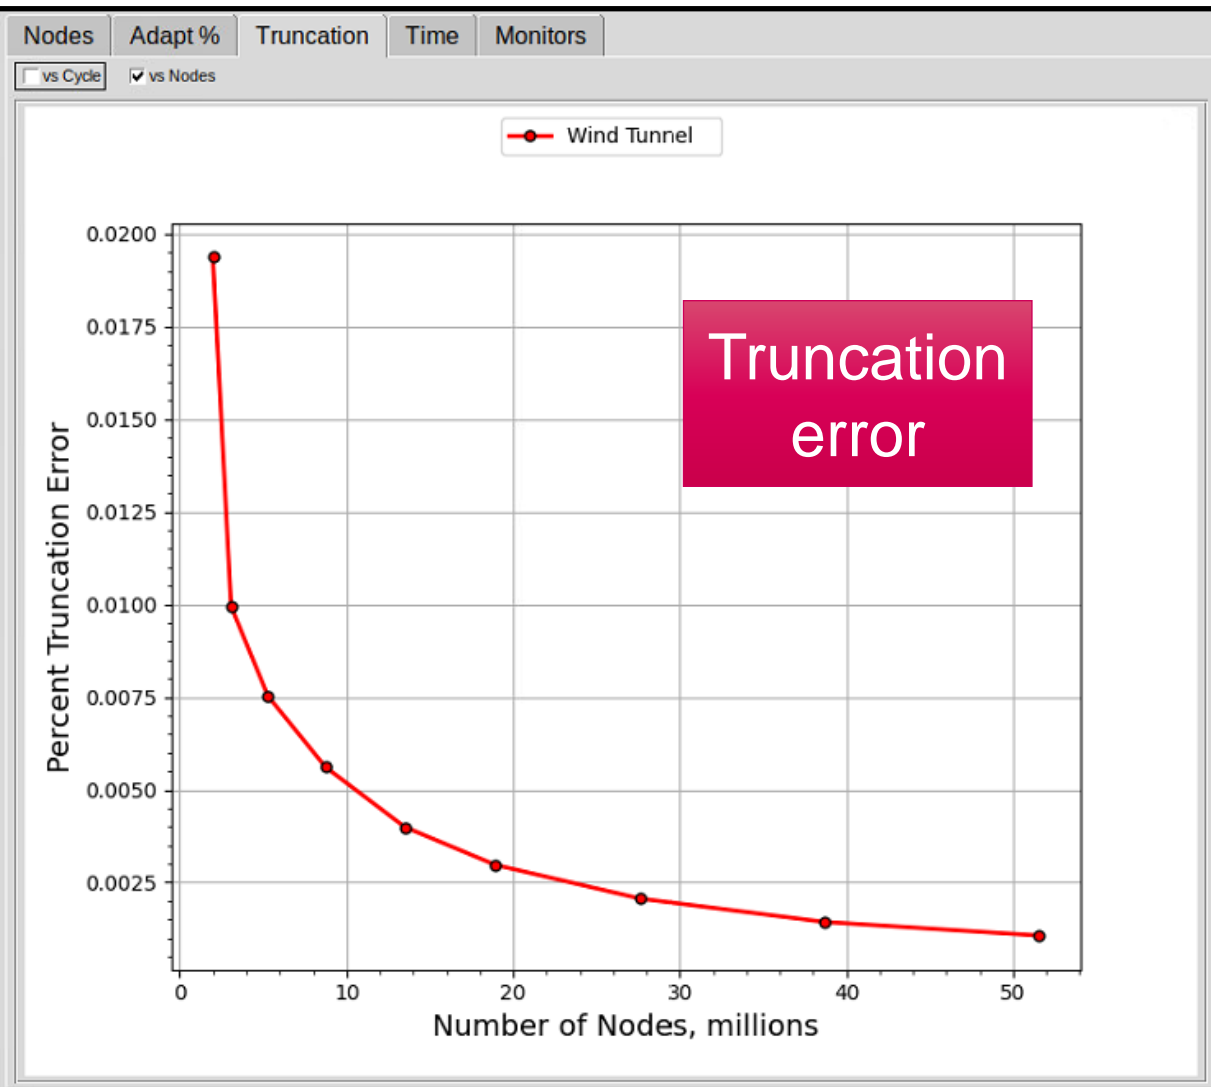 Nodes Adapt % Truncation Time Monitors
vs Cycle vs Nodes
Wind Tunnel
0.0200
0.0175
0.0150
0.0125
0.0100
0.0075
0.0050
0.0025
Percent Truncation Error
Truncation
error
0 10 20 30 40 50
Number of Nodes, millions